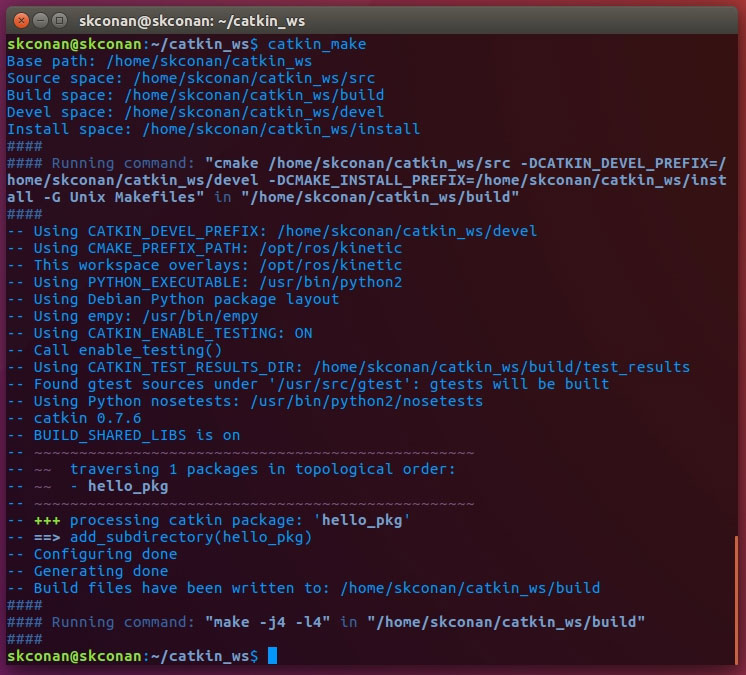 skconan@skconan: ~/catkin_ws
skconan@skconan:~/catkin_ws$ catkin_make
Base path: /home/skconan/catkin_ws
Source space: /home/skconan/catkin_ws/src
Build space: /home/skconan/catkin_ws/build
Devel space: /home/skconan/catkin_ws/devel
Install space: /home/skconan/catkin_ws/install
####
#### Running command: "cmake /home/skconan/catkin_ws/src -DCATKIN_DEVEL_PREFIX=/
home/skconan/catkin_ws/devel -DCMAKE_INSTALL_PREFIX=/home/skconan/catkin_ws/inst
all -G Unix Makefiles" in "/home/skconan/catkin_ws/build"
####
-- Using CATKIN_DEVEL_PREFIX: /home/skconan/catkin_ws/devel
-- Using CMAKE_PREFIX_PATH: /opt/ros/kinetic
-- This workspace overlays: /opt/ros/kinetic
-- Using PYTHON_EXECUTABLE: /usr/bin/python2
-- Using Debian Python package layout
-- Using empy: /usr/bin/empy
-- Using CATKIN_ENABLE_TESTING: ON
-- Call enable_testing()
-- Using CATKIN_TEST_RESULTS_DIR: /home/skconan/catkin_ws/build/test_results
-- Found gtest sources under '/usr/src/gtest': gtests will be built
-- Using Python nosetests: /usr/bin/python2/nosetests
-- catkin 0.7.6
-- BUILD_SHARED_LIBS is on
-- ~~~~~~~~~~~~~~~~~~~~~~~~~~~~~~~~~~~~~~~~~~~~~~~~~
-- ~~  traversing 1 packages in topological order:
-- ~~  - hello_pkg
-- ~~~~~~~~~~~~~~~~~~~~~~~~~~~~~~~~~~~~~~~~~~~~~~~~~
-- +++ processing catkin package: 'hello_pkg'
-- ==> add_subdirectory(hello_pkg)
-- Configuring done
-- Generating done
-- Build files have been written to: /home/skconan/catkin_ws/build
####
#### Running command: "make -j4 -l4" in "/home/skconan/catkin_ws/build"
####
skconan@skconan:~/catkin_ws$